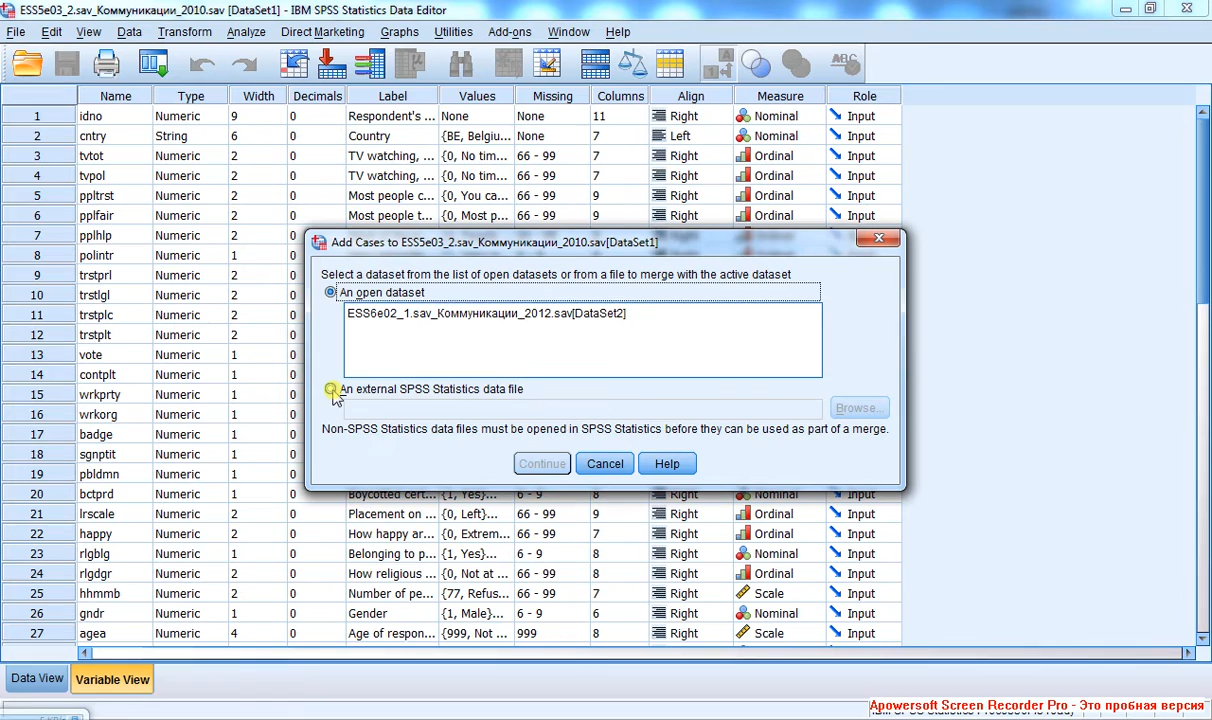 ESS5e03_2.sav_Коммуникации_2010.sav [DataSet1] - IBM SPSS Statistics Data Editor
File Edit View Data Transform Analyze Direct Marketing Graphs Utilities Add-ons Window Help
Name Type Width Decimals Label Values Missing Columns Align Measure Role
1 idno Numeric 9 0 Respondent's ... None None 11 Right Nominal Input
2 cntry String 6 0 Country {BE, Belgiu... None 7 Left Nominal Input
3 tvtot Numeric 2 0 TV watching, ... {0, No tim... 66 - 99 7 Right Ordinal Input
4 tvpol Numeric 2 0 TV watching, ... {0, No tim... 66 - 99 7 Right Ordinal Input
5 ppltrst Numeric 2 0 Most people c... {0, You ca... 66 - 99 9 Right Ordinal Input
6 pplfair Numeric 2 0 Most people t... {0, Most p... 66 - 99 9 Right Ordinal Input
7 pplhlp Numeric 2 Input
8 polintr Numeric 1 Input
9 trstprl Numeric 2 Input
10 trstlgl Numeric 2 Input
11 trstplc Numeric 2 Input
12 trstplt Numeric 2 Input
13 vote Numeric 1 Input
14 contplt Numeric 1 Input
15 wrkprty Numeric 1 Input
16 wrkorg Numeric 1 Input
17 badge Numeric 1 Input
18 sgnptit Numeric 1 Input
19 pbldmn Numeric 1 Input
20 bctprd Numeric 1 0 Boycotted cert... {1, Yes}... 6 - 9 8 Right Nominal Input
21 lrscale Numeric 2 0 Placement on ... {0, Left}... 66 - 99 9 Right Ordinal Input
22 happy Numeric 2 0 How happy ar... {0, Extrem... 66 - 99 7 Right Ordinal Input
23 rlgblg Numeric 1 0 Belonging to p... {1, Yes}... 6 - 9 8 Right Nominal Input
24 rlgdgr Numeric 2 0 How religious ... {0, Not at ... 66 - 99 8 Right Ordinal Input
25 hhmmb Numeric 2 0 Number of pe... {77, Refus... 66 - 99 8 Right Scale Input
26 gndr Numeric 1 0 Gender {1, Male}... 6 - 9 6 Right Nominal Input
27 agea Numeric 4 0 Age of respon... {999, Not ... 999 8 Right Scale Input
Add Cases to ESS5e03_2.sav_Коммуникации_2010.sav[DataSet1]
Select a dataset from the list of open datasets or from a file to merge with the active dataset
An open dataset
ESS6e02_1.sav_Коммуникации_2012.sav[DataSet2]
An external SPSS Statistics data file
Browse...
Non-SPSS Statistics data files must be opened in SPSS Statistics before they can be used as part of a merge.
Continue Cancel Help
Data View Variable View
Apowersoft Screen Recorder Pro - Это пробная версия